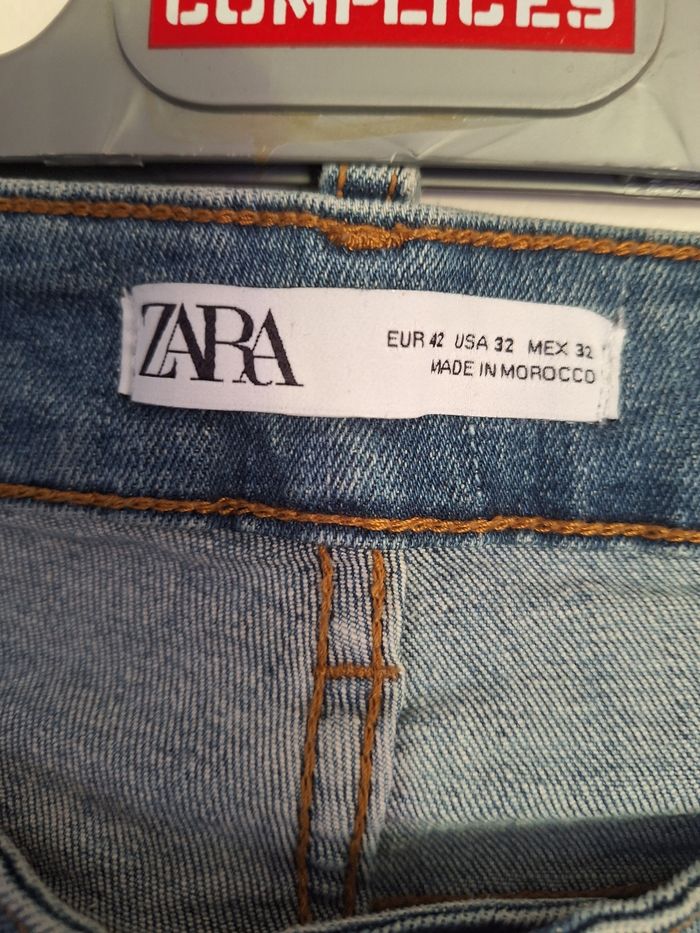 COMPLICES
ZARA
EUR 42 USA 32 MEX 32
MADE IN MOROCCO